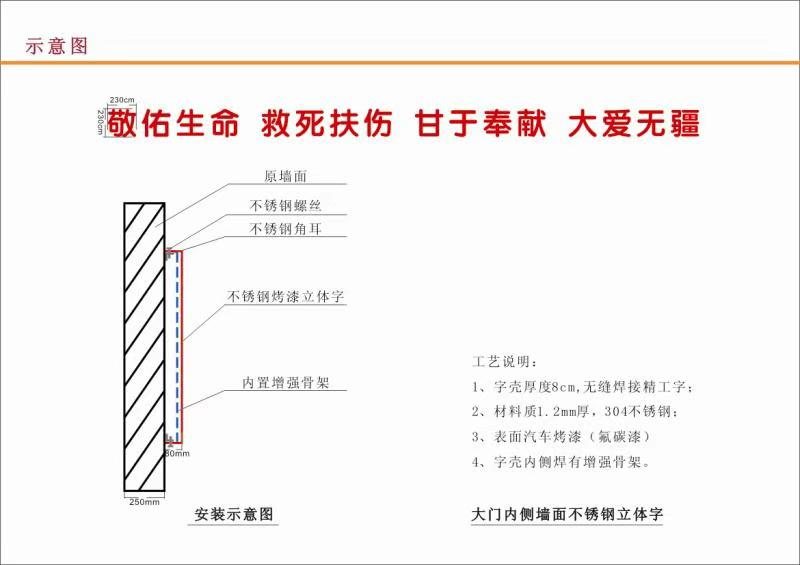 示意图
230cm
230cm
敬佑生命 救死扶伤 甘于奉献 大爱无疆
原墙面
不锈钢螺丝
不锈钢角耳
不锈钢烤漆立体字
内置增强骨架
工艺说明:
1、字壳厚度8cm,无缝焊接精工字;
2、材料质1.2mm厚，304不锈钢;
3、表面汽车烤漆（氟碳漆）
4、字壳内侧焊有增强骨架。
80mm
250mm
安装示意图
大门内侧墙面不锈钢立体字